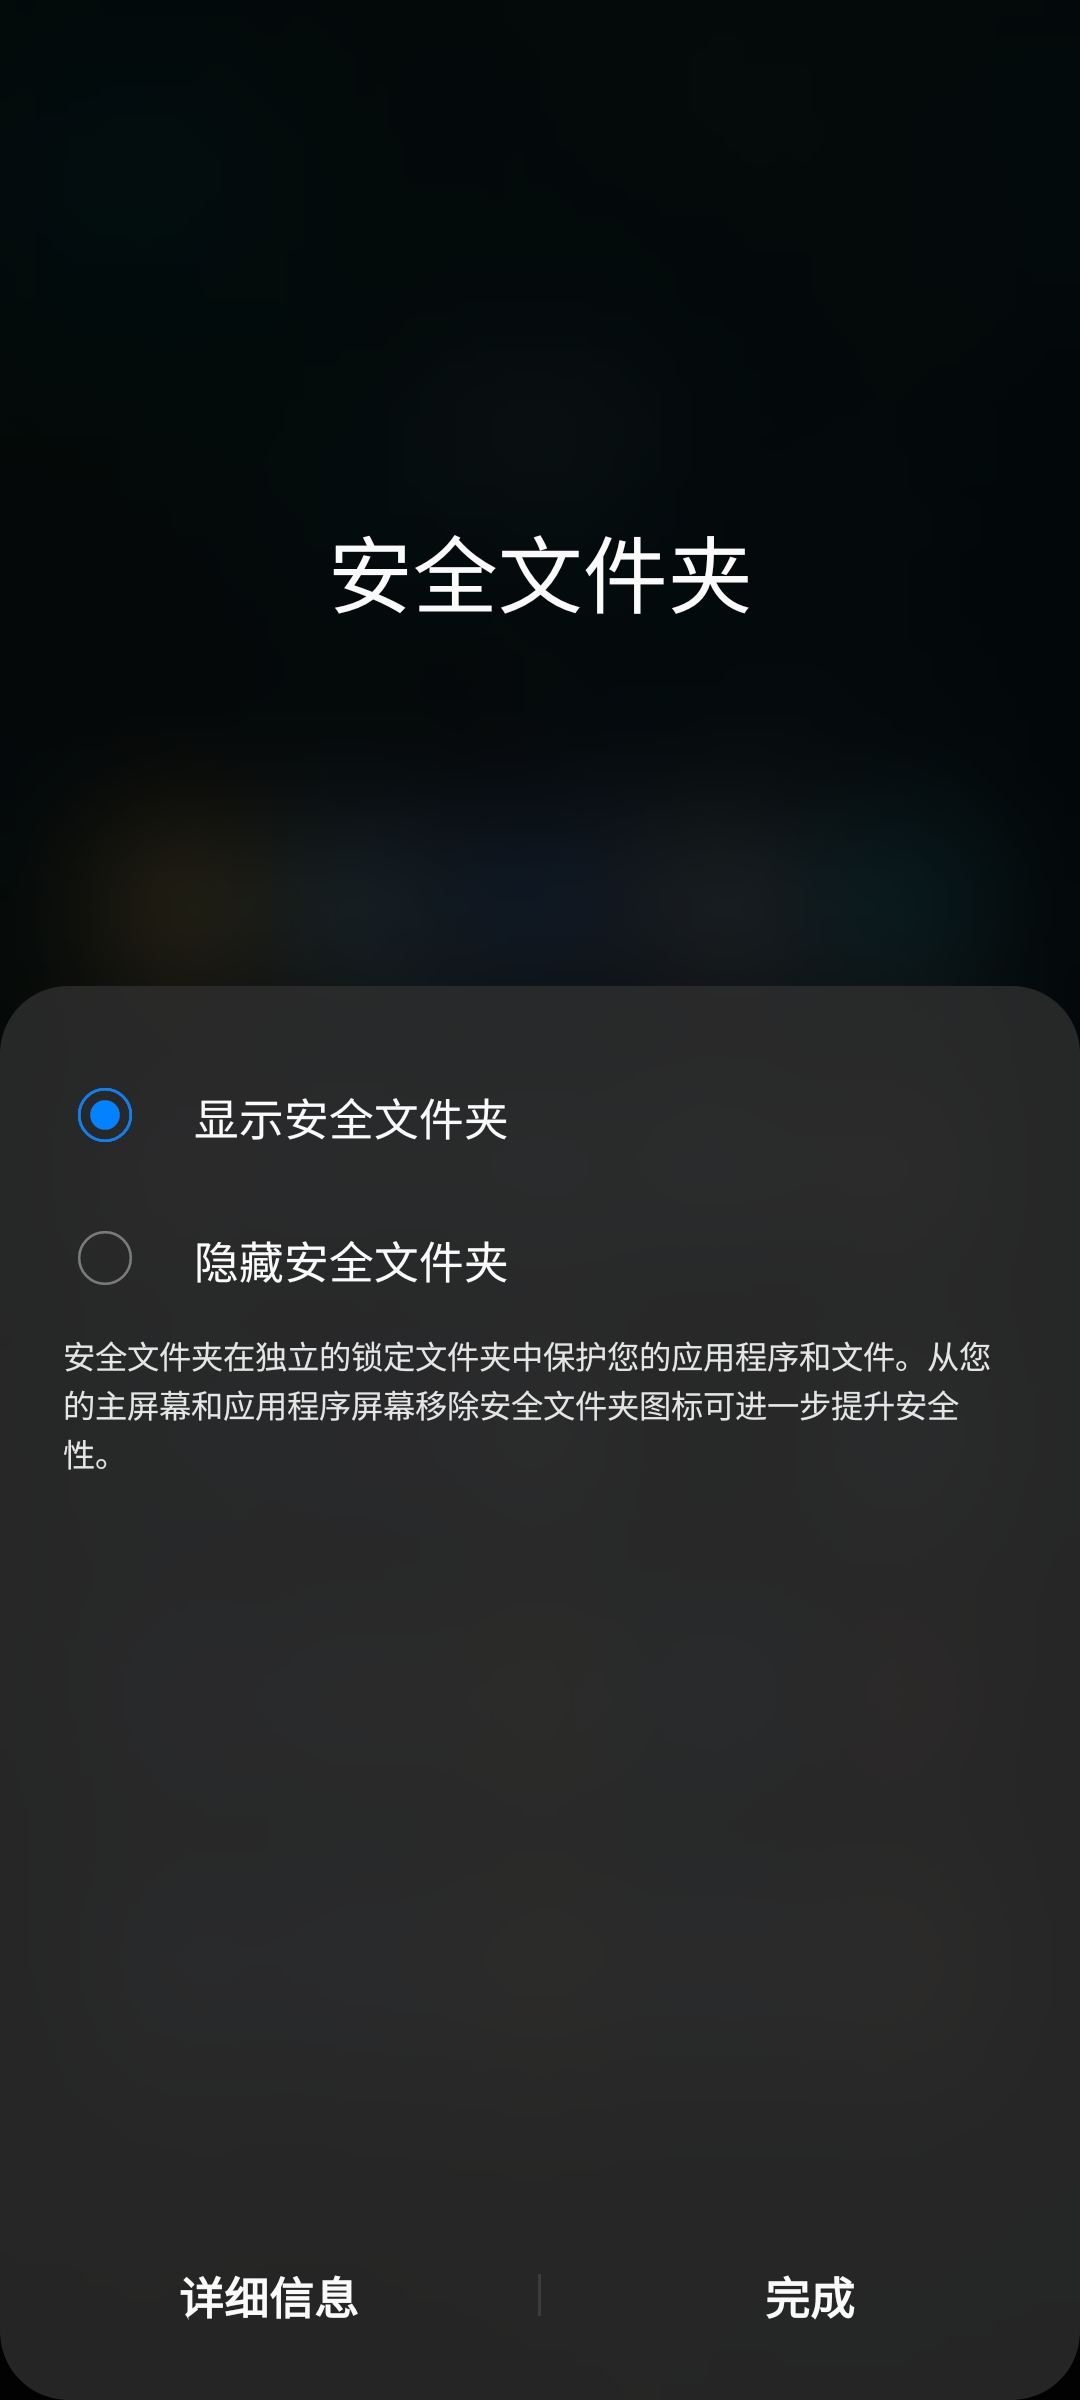 安全文件夹
显示安全文件夹
隐藏安全文件夹
安全文件夹在独立的锁定文件夹中保护您的应用程序和文件。从您
的主屏幕和应用程序屏幕移除安全文件夹图标可进一步提升安全
性。
详细信息
完成